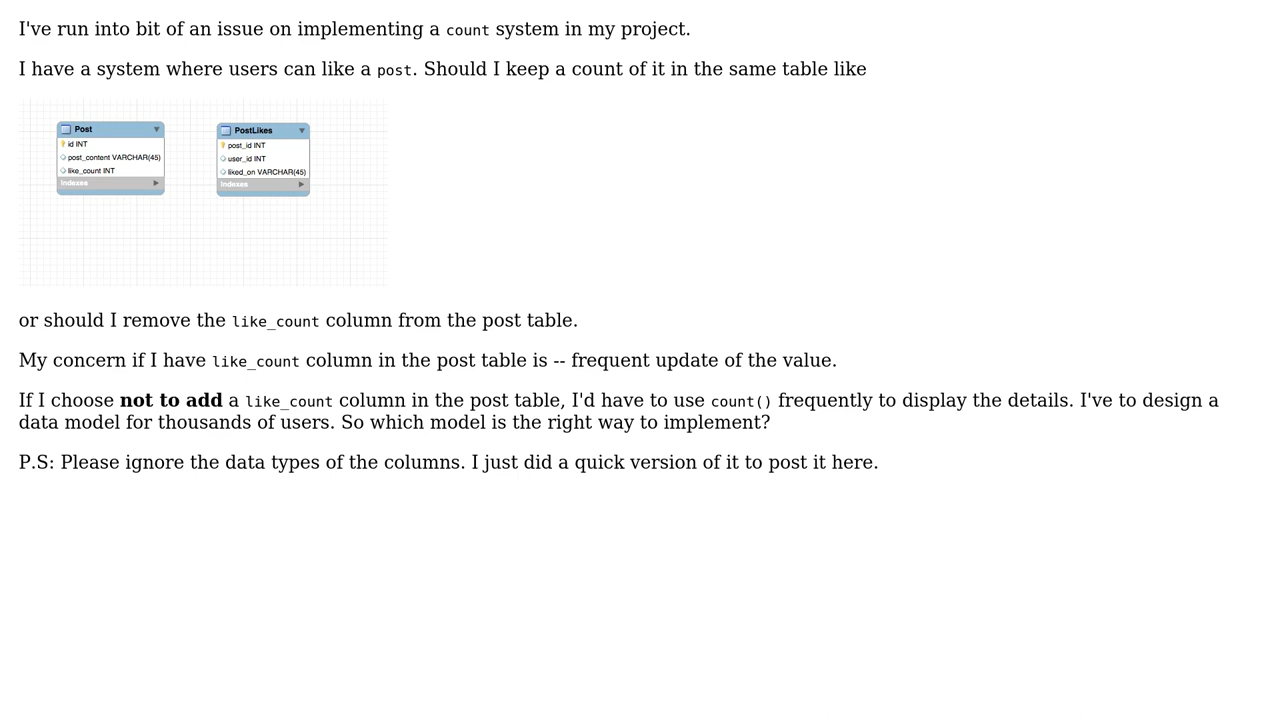 I've run into bit of an issue on implementing a count system in my project.
I have a system where users can like a post. Should I keep a count of it in the same table like
Post
id INT
post_content VARCHAR(45)
like_count INT
Indexes
PostLikes
post_id INT
user_id INT
liked_on VARCHAR(45)
Indexes
or should I remove the like_count column from the post table.
My concern if I have like_count column in the post table is -- frequent update of the value.
If I choose not to add a like_count column in the post table, I'd have to use count() frequently to display the details. I've to design a
data model for thousands of users. So which model is the right way to implement?
P.S: Please ignore the data types of the columns. I just did a quick version of it to post it here.